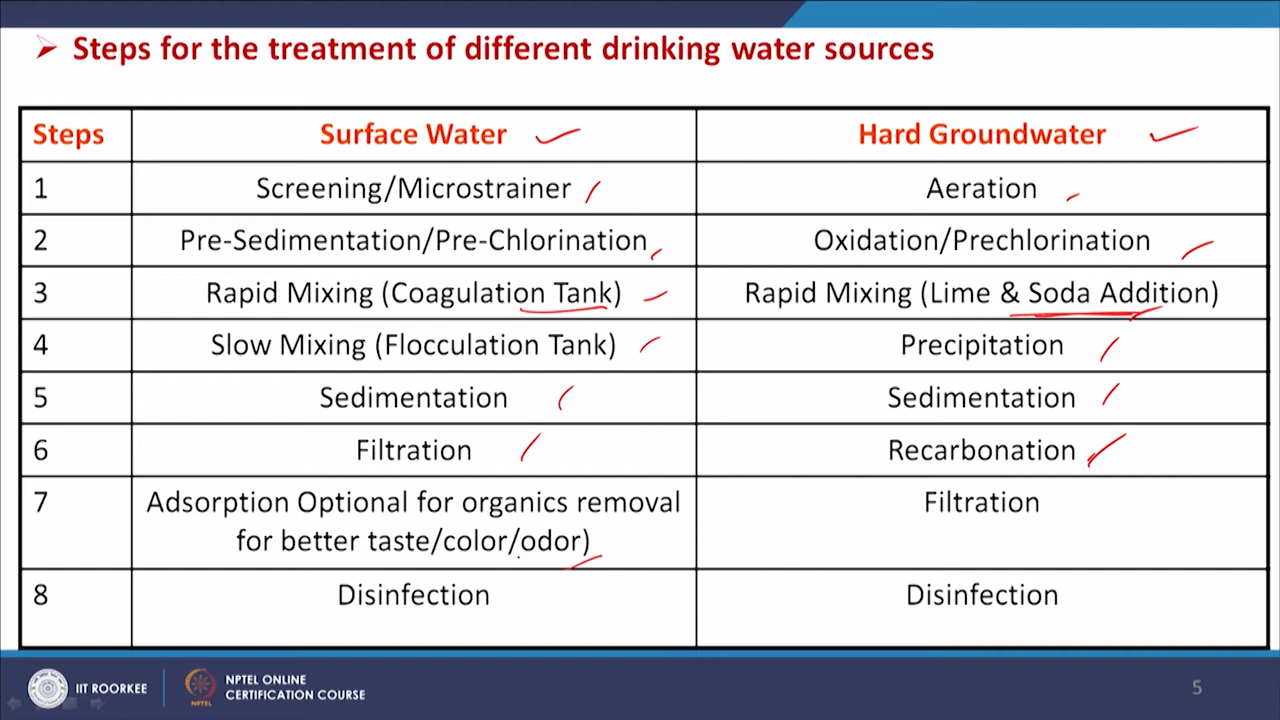 Steps for the treatment of different drinking water sources
Steps Surface Water Hard Groundwater
1 Screening/Microstrainer Aeration
2 Pre-Sedimentation/Pre-Chlorination Oxidation/Prechlorination
3 Rapid Mixing (Coagulation Tank) Rapid Mixing (Lime & Soda Addition)
4 Slow Mixing (Flocculation Tank) Precipitation
5 Sedimentation Sedimentation
6 Filtration Recarbonation
7 Adsorption Optional for organics removal Filtration
for better taste/color/odor)
8 Disinfection Disinfection
IIT ROORKEE
NPTEL
NPTEL ONLINE
CERTIFICATION COURSE
5